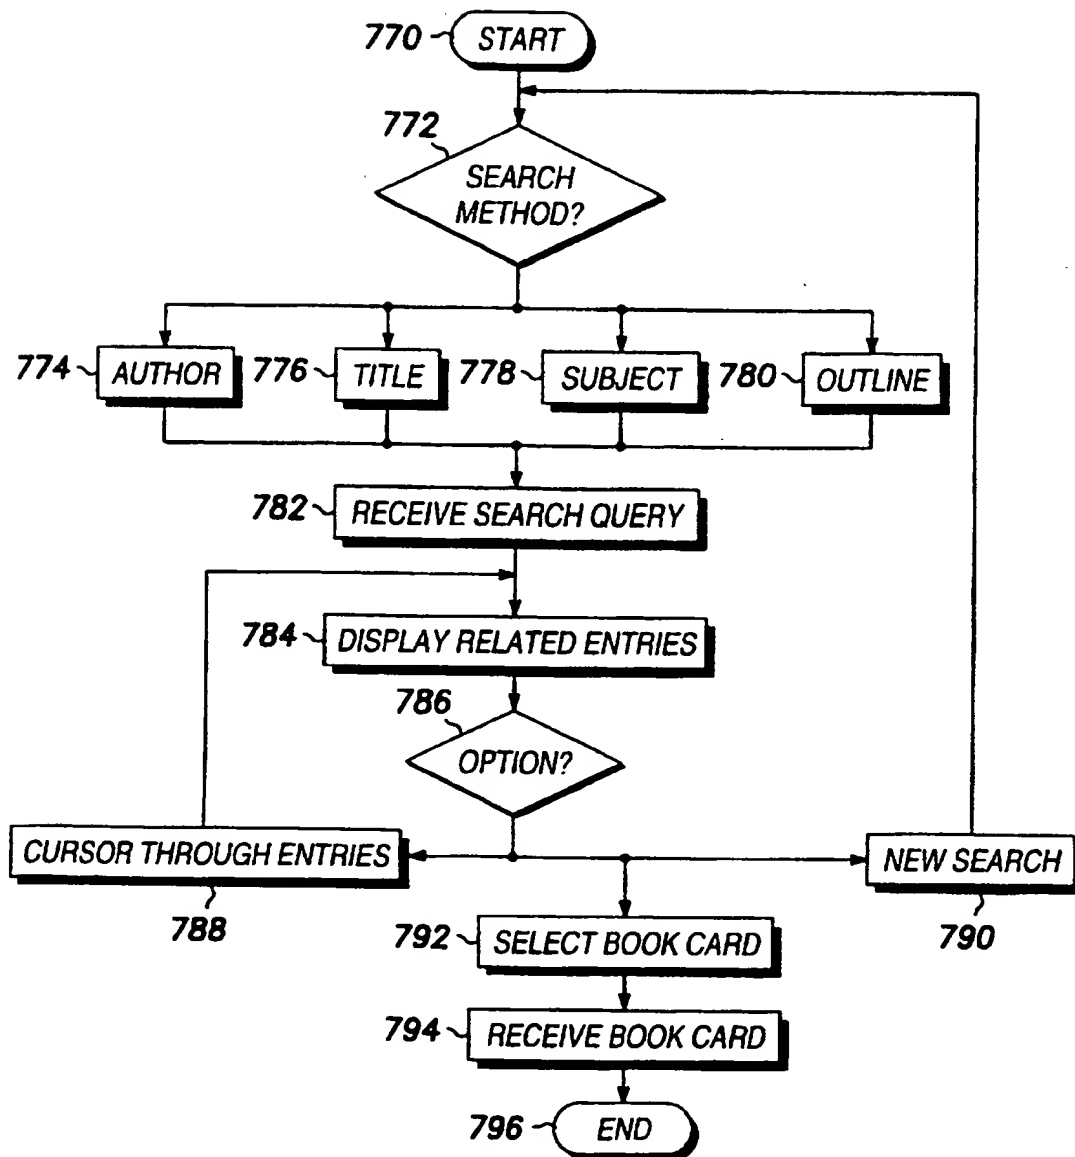 770 START
772
SEARCH
METHOD?
774 AUTHOR 776 TITLE 778 SUBJECT 780 OUTLINE
782 RECEIVE SEARCH QUERY
784 DISPLAY RELATED ENTRIES
786
OPTION?
CURSOR THROUGH ENTRIES NEW SEARCH
788 790
792 SELECT BOOK CARD
794 RECEIVE BOOK CARD
796 END